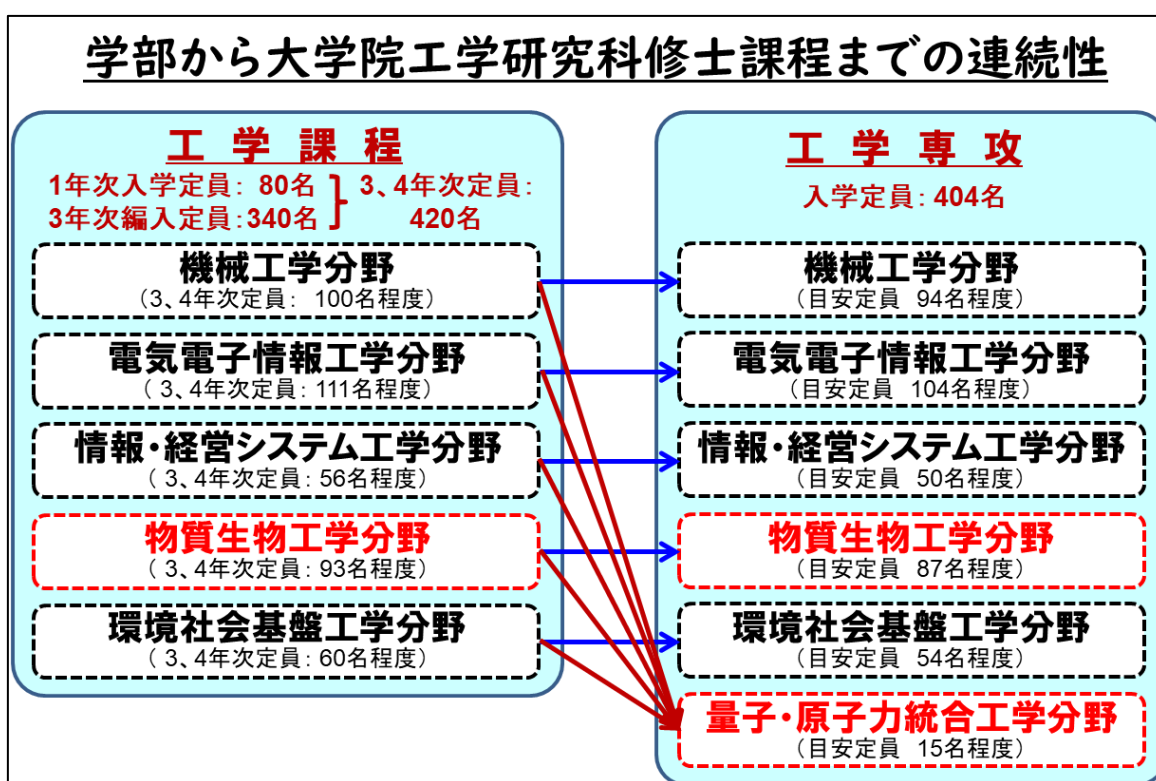 学部から大学院工学研究科修士課程までの連続性
工学課程
1年次入学定員: 80名
3年次編入定員:340名
3、4年次定員:
420名
機械工学分野
(3、4年次定員: 100名程度)
電気電子情報工学分野
( 3、4年次定員: 111名程度)
情報・経営システム工学分野
( 3、4年次定員: 56名程度)
物質生物工学分野
( 3、4年次定員: 93名程度)
環境社会基盤工学分野
( 3、4年次定員: 60名程度)
工学専攻
入学定員: 404名
機械工学分野
(目安定員 94名程度)
電気電子情報工学分野
(目安定員 104名程度)
情報・経営システム工学分野
(目安定員 50名程度)
物質生物工学分野
(目安定員 87名程度)
環境社会基盤工学分野
(目安定員 54名程度)
量子・原子力統合工学分野
(目安定員 15名程度)